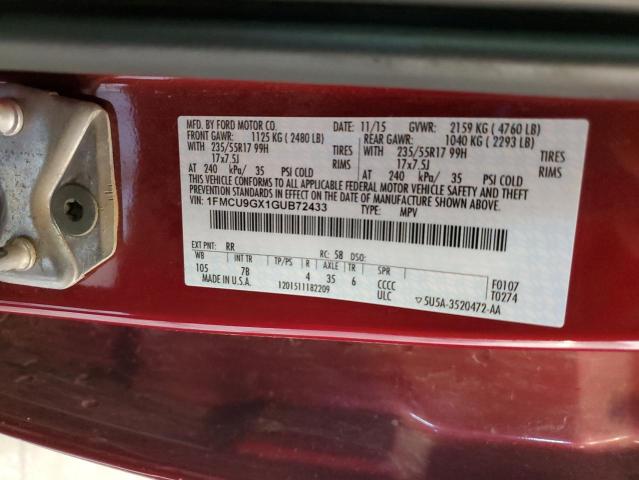 MFD. BY FORD MOTOR CO. 11/15 GVWR: 2159 KG ( 4760 LB)
FRONT GAWR: 1125 KG ( 2480 LB) REAR GAWR: 1040 KG ( 2293 LB)
WITH 235/55R17 99H TIRES WITH 235/55R17 99H TIRES
17x7.5J RIMS 17x7.5J RIMS
AT 240 kPa/ 35 PSI COLD AT 240 kPa/ 35 PSI COLD
THIS VEHICLE CONFORMS TO ALL APPLICABLE FEDERAL MOTOR VEHICLE SAFETY AND THEFT
PREVENTION STANDARDS IN EFFECT ON THE DATE OF MANUFACTURE SHOWN ABOVE.
VIN: 1FMCU9GX1GUB72433 TYPE: MPV
EXT PNT: RR RC: 58 DSO:
WB TP/PS R AXLE TR SPR
105 7B 4 35 6 CCCC F0107
MADE IN U.S.A. 1201511182209 ULC T0274
▽5U5A-3520472-AA